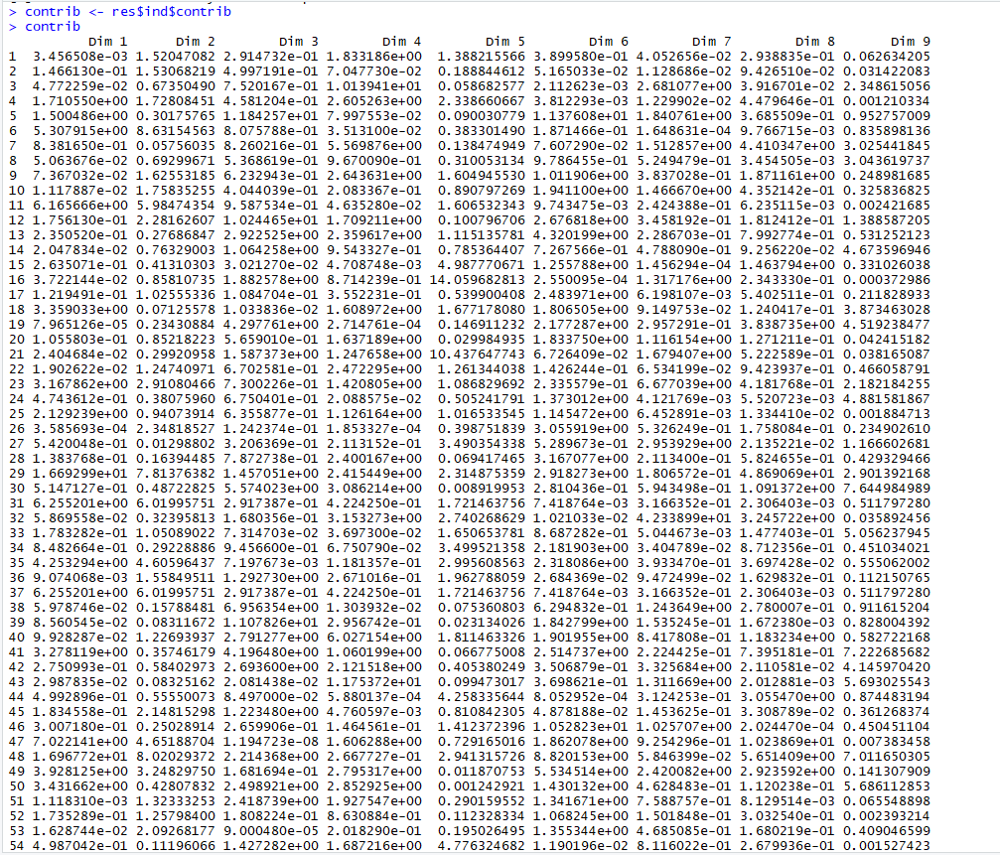 > contrib <- res$ind$contrib
> contrib
Dim 1 Dim 2 Dim 3 Dim 4 Dim 5 Dim 6 Dim 7 Dim 8 Dim 9
1 3.456508e-03 1.52047082 2.914732e-01 1.833186e+00 1.388215566 3.899580e-01 4.052656e-02 2.938835e-01 0.062634205
2 1.466130e-01 1.53068219 4.997191e-01 7.047730e-02 0.188844612 5.165033e-02 1.128686e-02 9.426510e-02 0.031422083
3 4.772259e-02 0.67350490 7.520167e-01 1.013941e+01 0.058682577 2.112623e-03 2.681077e+00 3.916701e-02 2.348615056
4 1.710550e+00 1.72808451 4.581204e-01 2.605263e+00 2.338660667 3.812293e-03 1.229902e-02 4.479646e-01 0.001210334
5 1.500486e+00 0.30175765 1.184257e+01 7.997553e-02 0.090030779 1.137608e+01 1.840761e+00 3.685509e-01 0.952757009
6 5.307915e+00 8.63154563 8.075788e-01 3.513100e-02 0.383301490 1.871466e-01 1.648631e-04 9.766715e-03 0.835898136
7 8.381650e-01 0.05756035 8.260216e-01 5.569876e+00 0.138474949 7.607290e-02 1.512857e+00 4.410347e+00 3.025441845
8 5.063676e-02 0.69299671 5.368619e-01 9.670090e-01 0.310053134 9.786455e-01 5.249479e-01 3.454505e-03 3.043619737
9 7.367032e-02 1.62553185 6.232943e-01 2.643631e+00 1.604945530 1.011906e+00 3.837028e-01 1.871161e+00 0.248981685
10 1.117887e-02 1.75835255 4.044039e-01 2.083367e-01 0.890797269 1.941100e+00 1.466670e+00 4.352142e-01 0.325836825
11 6.165666e+00 5.98474354 9.587534e-01 4.635280e-02 1.606532343 9.743475e-03 2.424388e-01 6.235115e-03 0.002421685
12 1.756130e-01 2.28162607 1.024465e+01 1.709211e+00 0.100796706 2.676818e+00 3.458192e-01 1.812412e-01 1.388587205
13 2.350520e-01 0.27686847 2.922525e+00 2.359617e+00 1.115135781 4.320199e+00 2.286703e-01 7.992774e-01 0.531252123
14 2.047834e-02 0.76329003 1.064258e+00 9.543327e-01 0.785364407 7.267566e-01 4.788090e-01 9.256220e-02 4.673596946
15 2.635071e-01 0.41310303 3.021270e-02 4.708748e-03 4.987770671 1.255788e+00 1.456294e-04 1.463794e+00 0.331026038
16 3.722144e-02 0.85810735 1.882578e+00 8.714239e-01 14.059682813 2.550095e-04 1.317176e+00 2.343330e-01 0.000372986
17 1.219491e-01 1.02555336 1.084704e-01 3.552231e-01 0.539900408 2.483971e+00 6.198107e-03 5.402511e-01 0.211828933
18 3.359033e+00 0.07125578 1.033836e-02 1.608972e+00 1.677178080 1.806505e+00 9.149753e-02 1.240417e-01 3.873463028
19 7.965126e-05 0.23430884 4.297761e+00 2.714761e-04 0.146911232 2.177287e+00 2.957291e-01 3.838735e+00 4.519238477
20 1.055803e-01 0.85218223 5.659010e-01 1.637189e+00 0.029984935 1.833750e+00 1.116154e+00 1.271211e-01 0.042415182
21 2.404684e-02 0.29920958 1.587373e+00 1.247658e+00 10.437647743 6.726409e-02 1.679407e+00 5.222589e-01 0.038165087
22 1.902622e-02 1.24740971 6.702581e-01 2.472295e+00 1.261344038 1.426244e-01 6.534199e-02 9.423937e-01 0.466058791
23 3.167862e+00 2.91080466 7.300226e-01 1.420805e+00 1.086829692 2.335579e-01 6.677039e+00 4.181768e-01 2.182184255
24 4.743612e-01 0.38075960 6.750401e-01 2.088575e-02 0.505241791 1.373012e+00 4.121769e-03 5.520723e-03 4.881581867
25 2.129239e+00 0.94073914 6.355877e-01 1.126164e+00 1.016533545 1.145472e+00 6.452891e-03 1.334410e-02 0.001884713
26 3.585693e-04 2.34818527 1.242374e-01 1.853327e-04 0.398751839 3.055919e+00 5.326249e-01 1.758084e-01 0.234902610
27 5.420048e-01 0.01298802 3.206369e-01 2.113152e-01 3.490354338 5.289673e-01 2.953929e+00 2.135221e-02 1.166602681
28 1.383768e-01 0.16394485 7.872738e-01 2.400167e+00 0.069417465 3.167077e+00 2.113400e-01 5.824655e-01 0.429329466
29 1.669299e+01 7.81376382 1.457051e+00 2.415449e+00 2.314875359 2.918273e+00 1.806572e-01 4.869069e+01 2.901392168
30 5.147127e-01 0.48722825 5.574023e+00 3.086214e+00 0.008919953 2.810436e-01 5.943498e-01 1.091372e+00 7.644984989
31 6.255201e+00 6.01995751 2.917387e-01 4.224250e-01 1.721463756 7.418764e-03 3.166352e-01 2.306403e-03 0.511797280
32 5.869558e-02 0.32395813 1.680356e-01 3.153273e+00 2.740268629 1.021033e-02 4.233899e+01 3.245722e+00 0.035892456
33 1.783282e-01 1.05089022 7.314703e-02 3.697300e-02 1.650653781 8.687282e-01 5.044673e-03 1.477403e-01 5.056237945
34 8.482664e-01 0.29228886 9.456600e-01 6.750790e-02 3.499521358 2.181903e+00 3.404789e-02 8.712356e-01 0.451034021
35 4.253294e+00 4.60596437 7.197673e-03 1.181357e-01 2.995608563 2.318086e+00 3.933470e-01 3.697428e-02 0.555062002
36 9.074068e-03 1.55849511 1.292730e+00 2.671016e-01 1.962788059 2.684369e-02 9.472499e-02 1.629832e-01 0.112150765
37 6.255201e+00 6.01995751 2.917387e-01 4.224250e-01 1.721463756 7.418764e-03 3.166352e-01 2.306403e-03 0.511797280
38 5.978746e-02 0.15788481 6.956354e+00 1.303932e-02 0.075360803 6.294832e-01 1.243649e+00 2.780007e-01 0.911615204
39 8.560545e-02 0.08311672 1.107826e+01 2.956742e-01 0.023134026 1.842799e+00 1.535245e-01 1.672380e-03 0.828004392
40 9.928287e-02 1.22693937 2.791277e+00 6.027154e+00 1.811463326 1.901955e+00 8.417808e-01 1.183234e+00 0.582722168
41 3.278119e+00 0.35746179 4.196480e+00 1.060199e+00 0.066775008 2.514737e+00 2.224425e-01 7.395181e-01 7.222685682
42 2.750993e-01 0.58402973 2.693600e+00 2.121518e+00 0.405380249 3.506879e-01 3.325684e+00 2.110581e-02 4.145970420
43 2.987835e-02 0.08325162 2.081438e-02 1.175372e+01 0.099473017 3.698621e-01 1.311669e+00 2.012881e-03 5.693025543
44 4.992896e-01 0.55550073 8.497000e-02 5.880137e-04 4.258335644 8.052952e-04 3.124253e-01 3.055470e+00 0.874483194
45 1.834558e-01 2.14815298 1.223480e+00 4.760597e-03 0.810842305 4.878188e-02 1.453625e-01 3.308789e-02 0.361268374
46 3.007180e-01 0.25028914 2.659906e-01 1.464561e-01 1.412372396 1.052823e+01 1.025707e+00 2.024470e-04 0.450451104
47 7.022141e+00 4.65188704 1.194723e-08 1.606288e+00 0.729165016 1.862078e+00 9.254296e-01 1.023869e+01 0.007383458
48 1.696772e+01 8.02029372 2.214368e+00 2.667727e-01 2.941315726 8.820153e+00 5.846399e-02 5.651409e+00 7.011650305
49 3.928125e+00 3.24829750 1.681694e-01 2.795317e+00 0.011870753 5.534514e+00 2.420082e+00 2.923592e+00 0.141307909
50 3.431662e+00 0.42807832 2.498921e+00 2.852925e+00 0.001242921 1.430132e+00 4.628483e-01 1.120238e-01 5.686112853
51 1.118310e-03 1.32333253 2.418739e+00 1.927547e+00 0.290159552 1.341671e+00 7.588757e-01 8.129514e-03 0.065548898
52 1.735289e-01 1.25798400 1.808224e-01 8.630884e-01 0.112328334 1.068245e+00 1.501848e-01 3.032540e-01 0.002393214
53 1.628744e-02 2.09268177 9.000480e-05 2.018290e-01 0.195026495 1.355344e+00 4.685085e-01 1.680219e-01 0.409046599
54 4.987042e-01 0.11196066 1.427282e+00 1.687216e+00 4.776324682 1.190196e-02 8.116022e-01 2.679936e-01 0.001527423